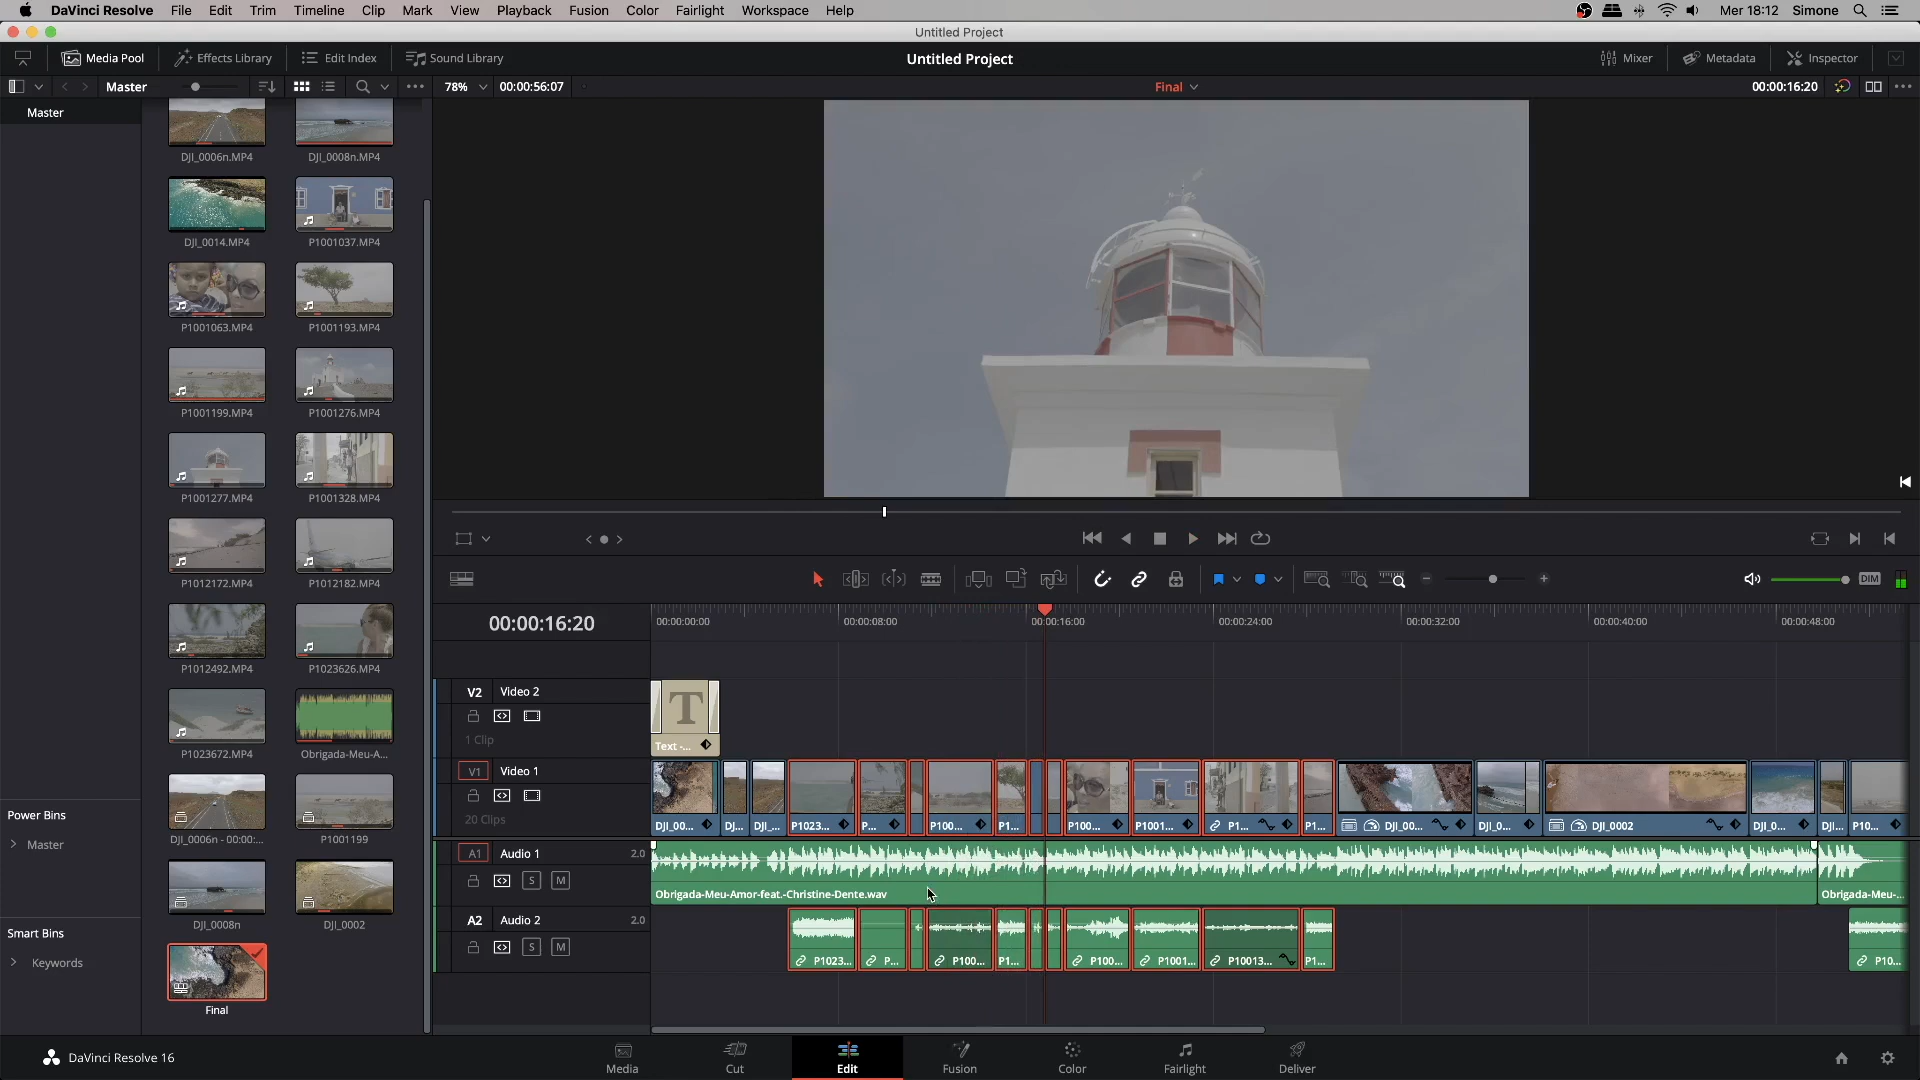 DaVinci Resolve File Edit Trim Timeline Clip Mark View Playback Fusion Color Fairlight Workspace Help Mer 18:12 Simone
Untitled Project
Media Pool Effects Library Edit Index Sound Library Untitled Project Mixer Metadata Inspector
Master 78% 00:00:56:07 Final 00:00:16:20
Master
DJI_0006n.MP4 DJI_0008n.MP4
DJI_0014.MP4 P1001037.MP4
P1001063.MP4 P1001193.MP4
P1001199.MP4 P1001276.MP4
P1001277.MP4 P1001328.MP4
P1012172.MP4 P1012182.MP4
P1012492.MP4 P1023626.MP4
P1023672.MP4 Obrigada-Meu-A...
DJI_0006n - 00:00:... P1001199
DJI_0008n DJI_0002
Final
Power Bins
Master
Smart Bins
Keywords
DIM
00:00:16:20 00:00:00:00 00:00:08:00 00:00:16:00 00:00:24:00 00:00:32:00 00:00:40:00 00:00:48:00
V2 Video 2
1 Clip
T
Text -...
V1 Video 1
20 Clips
DJI_00... DJ... DJI_... P1023... P... P100... P1... P100... P1001... P1... P1... DJI_00... DJI_0... DJI_0002 DJI_0... DJI... P10...
A1 Audio 1 2.0
S M
Obrigada-Meu-Amor-feat.-Christine-Dente.wav Obrigada-Meu-...
A2 Audio 2 2.0
S M
P1023... P... P100... P1... P100... P1001... P10013... P1... P10...
DaVinci Resolve 16
Media Cut Edit Fusion Color Fairlight Deliver